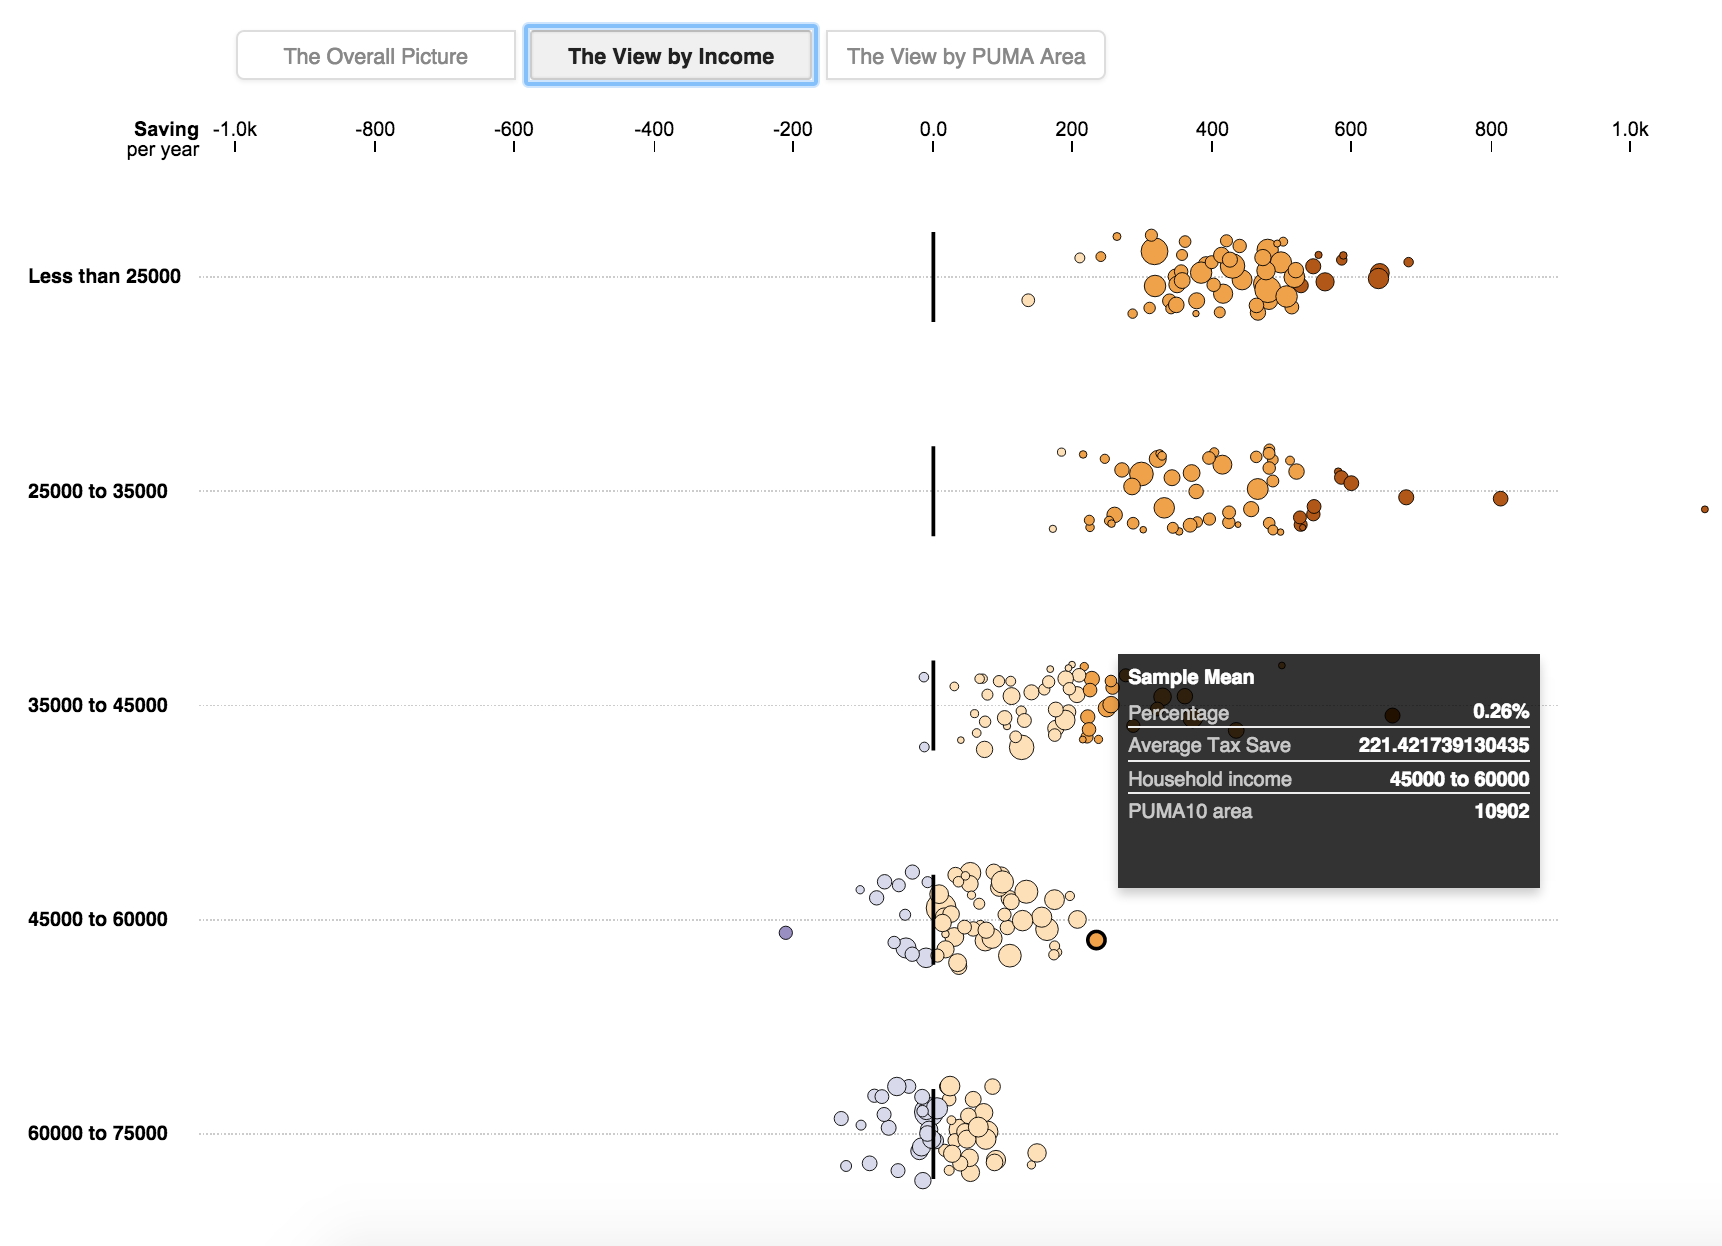 The Overall Picture
The View by Income
The View by PUMA Area
Saving
per year
-1.0k -800 -600 -400 -200 0.0 200 400 600 800 1.0k
Less than 25000
25000 to 35000
35000 to 45000
Sample Mean
Percentage 0.26%
Average Tax Save 221.421739130435
Household income 45000 to 60000
PUMA10 area 10902
45000 to 60000
60000 to 75000